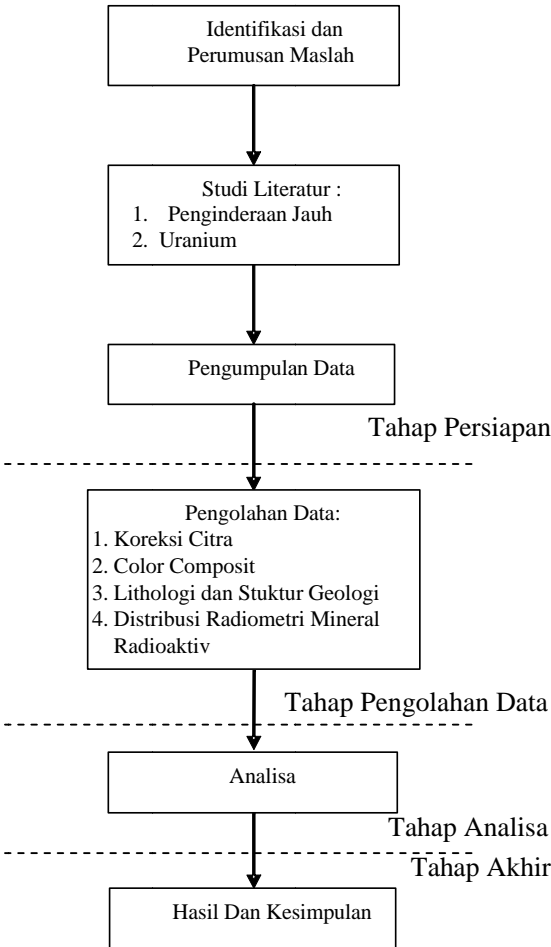 Identifikasi dan
Perumusan Maslah
Studi Literatur :
1. Penginderaan Jauh
2. Uranium
Pengumpulan Data
Tahap Persiapan
Pengolahan Data:
1. Koreksi Citra
2. Color Composit
3. Lithologi dan Stuktur Geologi
4. Distribusi Radiometri Mineral
Radioaktiv
Tahap Pengolahan Data
Analisa
Tahap Analisa
Tahap Akhir
Hasil Dan Kesimpulan